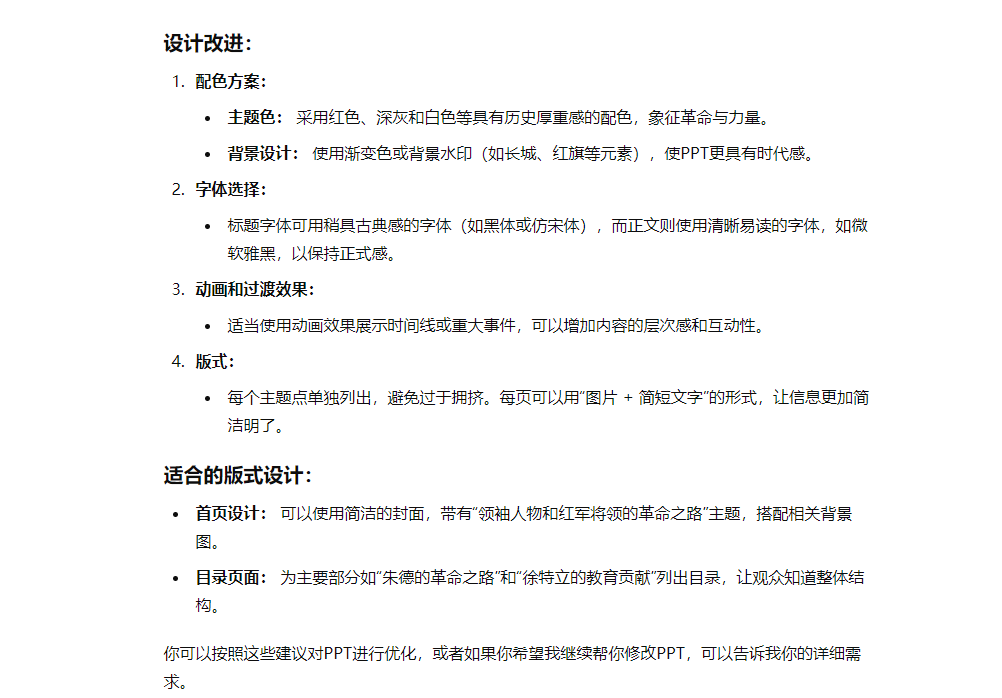 设计改进：
1. 配色方案：
• 主题色： 采用红色、深灰和白色等具有历史厚重感的配色，象征革命与力量。
• 背景设计： 使用渐变色或背景水印（如长城、红旗等元素），使PPT更具有时代感。
2. 字体选择：
• 标题字体可用稍具古典感的字体（如黑体或仿宋体），而正文则使用清晰易读的字体，如微
软雅黑，以保持正式感。
3. 动画和过渡效果：
• 适当使用动画效果展示时间线或重大事件，可以增加内容的层次感和互动性。
4. 版式：
• 每个主题点单独列出，避免过于拥挤。每页可以用“图片 + 简短文字”的形式，让信息更加简
洁明了。
适合的版式设计：
• 首页设计： 可以使用简洁的封面，带有“领袖人物和红军将领的革命之路”主题，搭配相关背景
图。
• 目录页面： 为主要部分如“朱德的革命之路”和“徐特立的教育贡献”列出目录，让观众知道整体结
构。
你可以按照这些建议对PPT进行优化，或者如果你希望我继续帮你修改PPT，可以告诉我你的详细需
求。